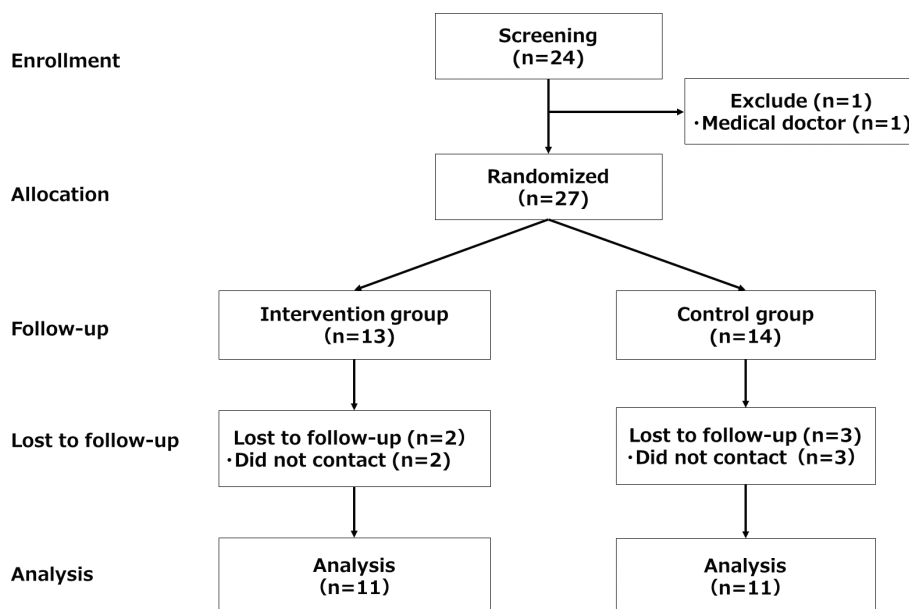 Enrollment
Screening
(n=24)
Exclude (n=1)
・Medical doctor (n=1)
Allocation
Randomized
(n=27)
Follow-up
Intervention group
(n=13)
Control group
(n=14)
Lost to follow-up
Lost to follow-up (n=2)
・Did not contact (n=2)
Lost to follow-up (n=3)
・Did not contact (n=3)
Analysis
Analysis
(n=11)
Analysis
(n=11)